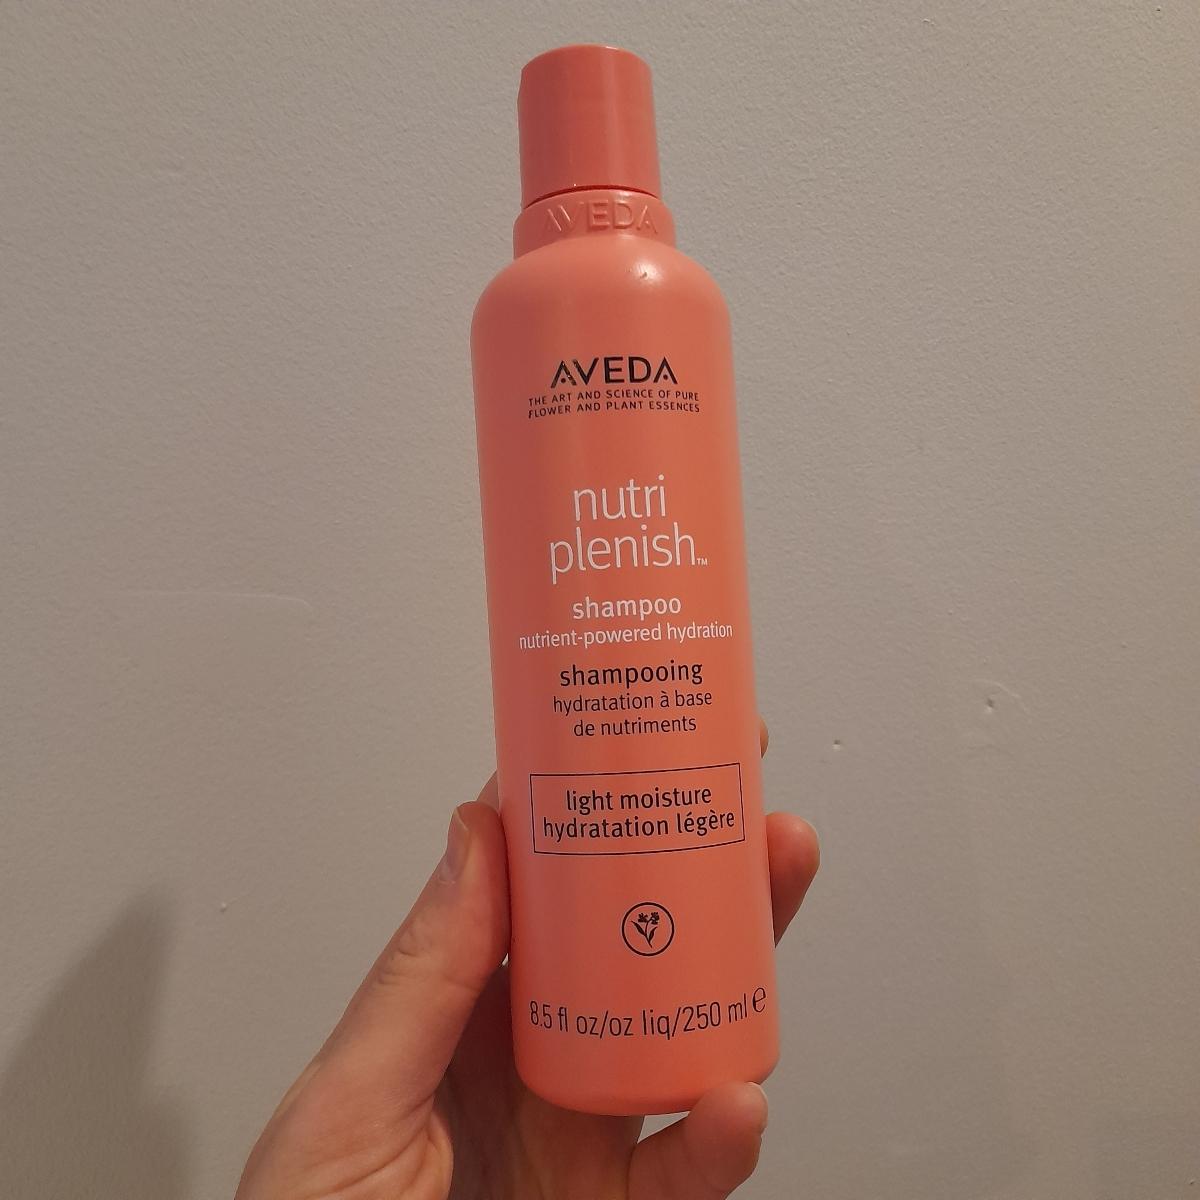 AVEDA
AVEDA
THE ART AND SCIENCE OF PURE
FLOWER AND PLANT ESSENCES
nutri
plenish™
shampoo
nutrient-powered hydration
shampooing
hydratation à base
de nutriments
light moisture
hydratation légère
8.5 fl oz/oz liq/250 ml e